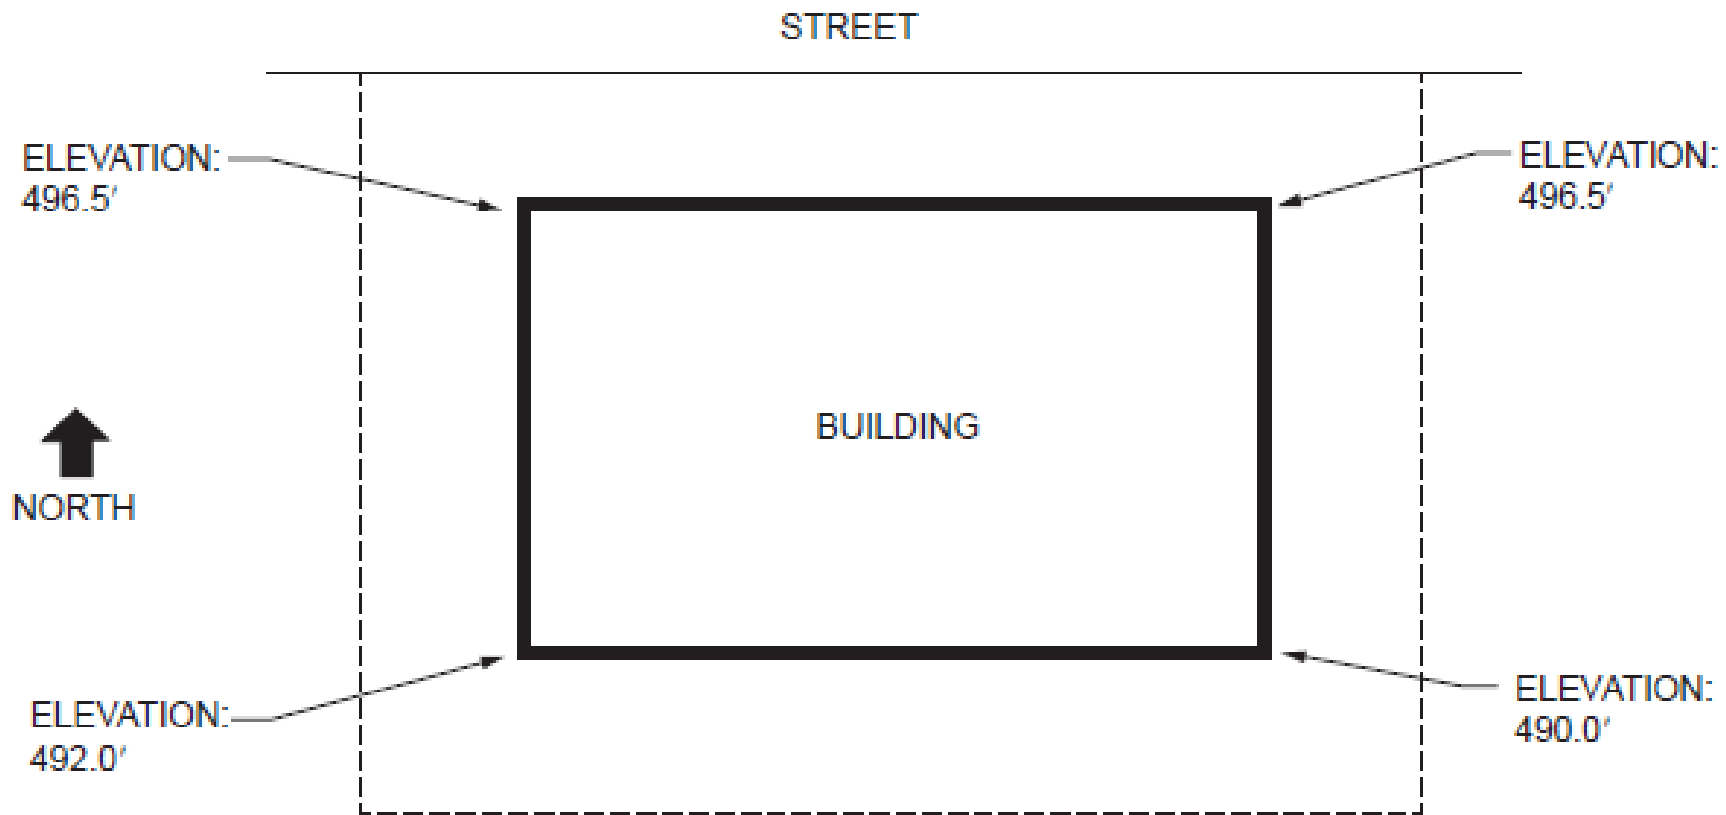 STREET
ELEVATION:
496.5′
ELEVATION:
496.5′
BUILDING
NORTH
ELEVATION:
492.0′
ELEVATION:
490.0′